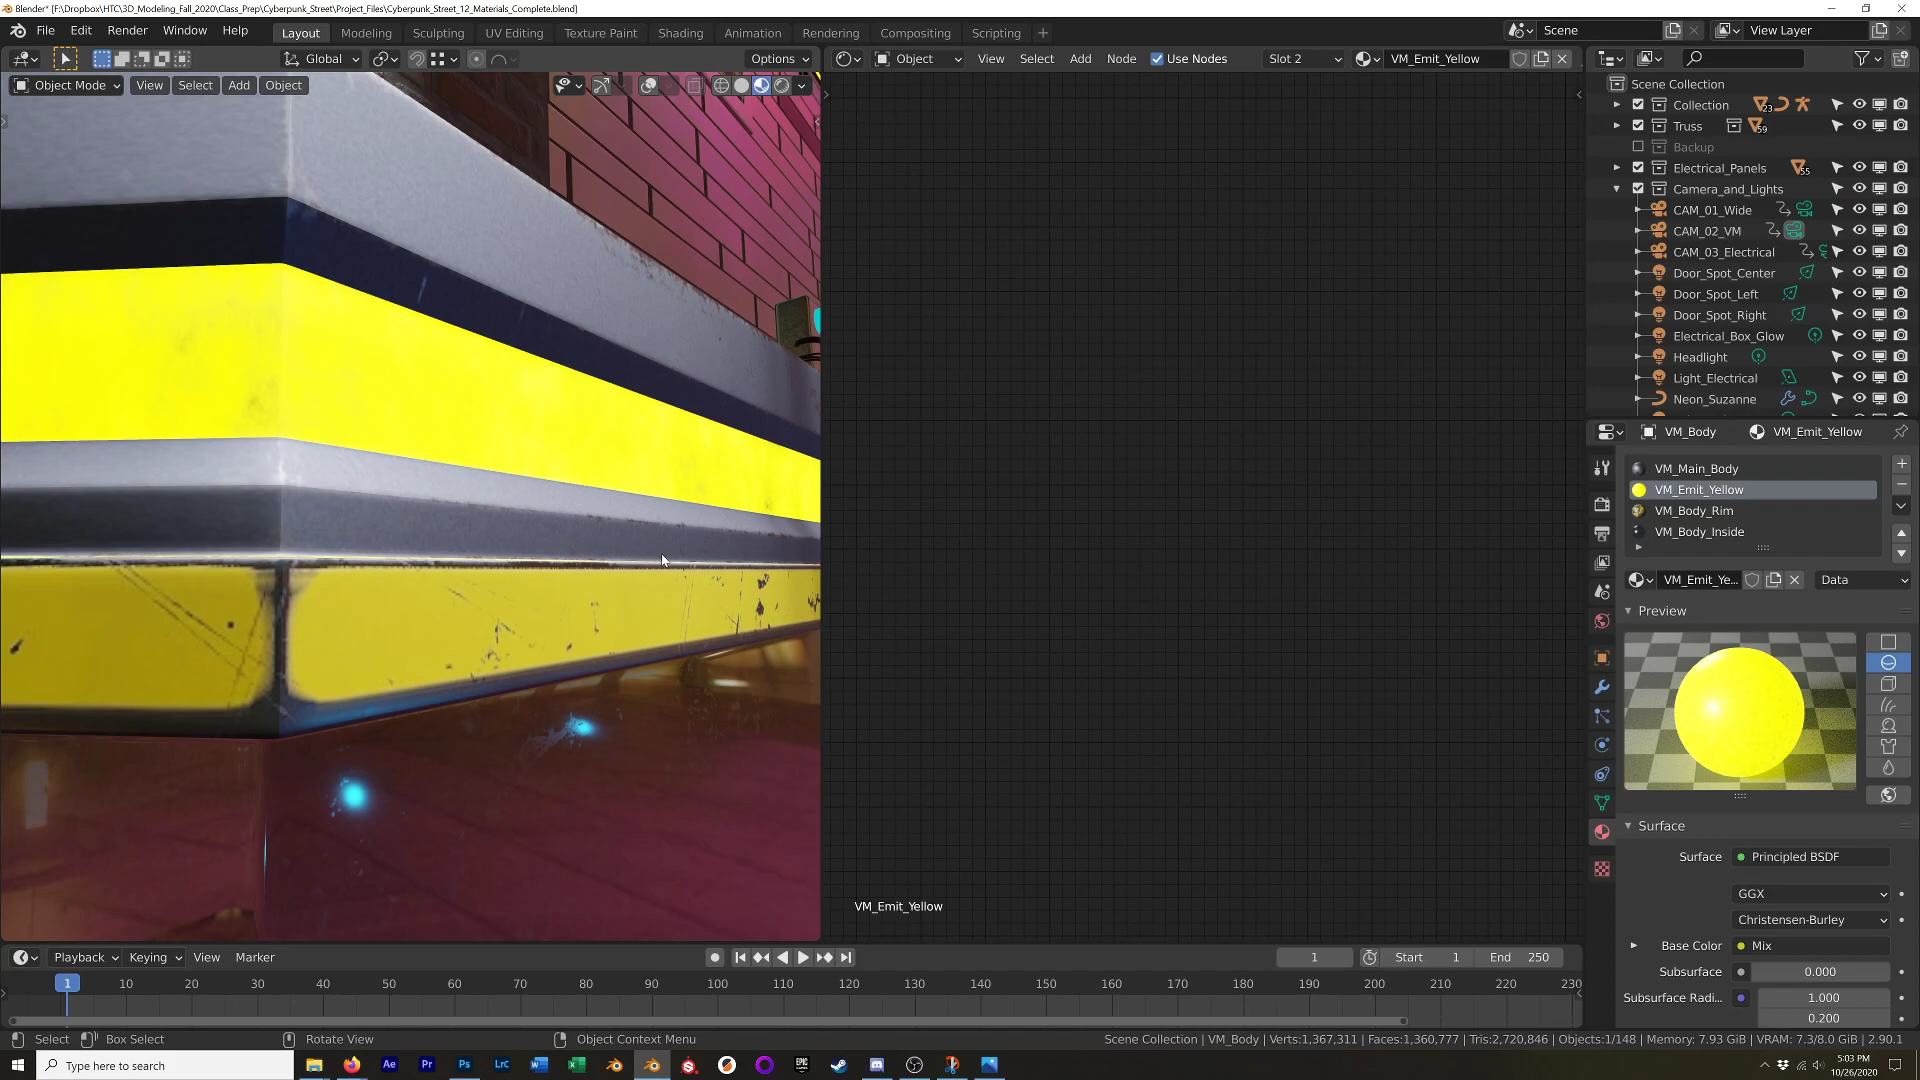 Blender* [F:\Dropbox\HTC\3D_Modeling_Fall_2020\Class_Prep\Cyberpunk_Street\Project_Files\Cyberpunk_Street_12_Materials_Complete.blend]
File Edit Render Window Help Layout Modeling Sculpting UV Editing Texture Paint Shading Animation Rendering Compositing Scripting + Scene View Layer
Global Options Object View Select Add Node Use Nodes Slot 2 VM_Emit_Yellow
Object Mode View Select Add Object
Scene Collection
Collection 23
Truss 59
Backup
Electrical_Panels 55
Camera_and_Lights
CAM_01_Wide
CAM_02_VM
CAM_03_Electrical
Door_Spot_Center
Door_Spot_Left
Door_Spot_Right
Electrical_Box_Glow
Headlight
Light_Electrical
Neon_Suzanne
VM_Body VM_Emit_Yellow
VM_Main_Body
VM_Emit_Yellow
VM_Body_Rim
VM_Body_Inside
VM_Emit_Ye... Data
Preview
Surface
Surface Principled BSDF
GGX
Christensen-Burley
Base Color Mix
Subsurface 0.000
Subsurface Radi... 1.000
0.200
VM_Emit_Yellow
Playback Keying View Marker 1 Start 1 End 250
1 10 20 30 40 50 60 70 80 90 100 110 120 130 140 150 160 170 180 190 200 210 220 230
Select Box Select Rotate View Object Context Menu Scene Collection | VM_Body | Verts:1,367,311 | Faces:1,360,777 | Tris:2,720,846 | Objects:1/148 | Memory: 7.93 GiB | VRAM: 7.3/8.0 GiB | 2.90.1
Type here to search Ae Pr Ps Lrc 5:03 PM
10/26/2020